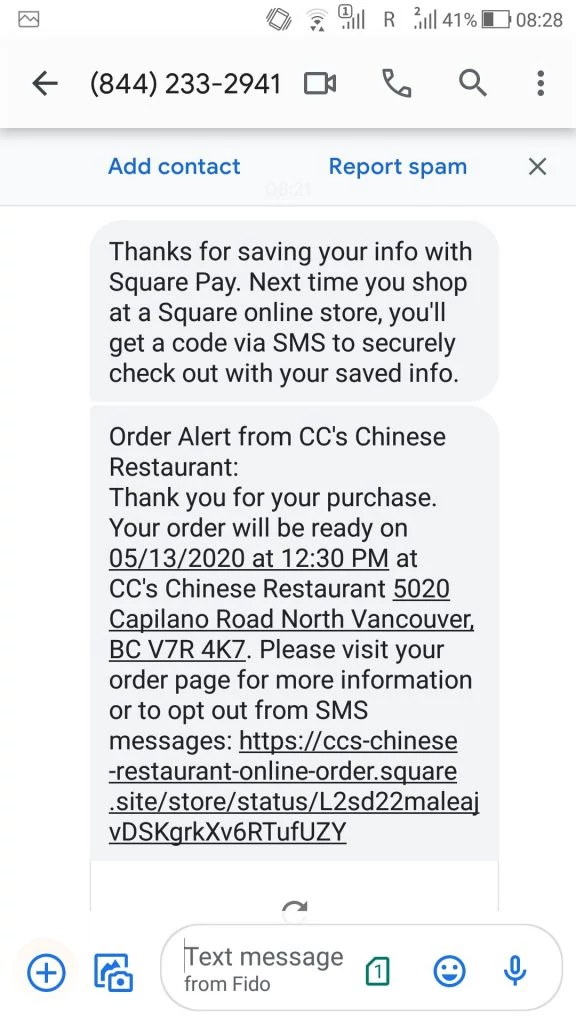 1 R 2 41% 08:28
(844) 233-2941
Add contact Report spam
08:21
Thanks for saving your info with
Square Pay. Next time you shop
at a Square online store, you'll
get a code via SMS to securely
check out with your saved info.
Order Alert from CC's Chinese
Restaurant:
Thank you for your purchase.
Your order will be ready on
05/13/2020 at 12:30 PM at
CC's Chinese Restaurant 5020
Capilano Road North Vancouver,
BC V7R 4K7. Please visit your
order page for more information
or to opt out from SMS
messages: https://ccs-chinese
-restaurant-online-order.square
.site/store/status/L2sd22maleaj
vDSKgrkXv6RTufUZY
Text message
from Fido
1